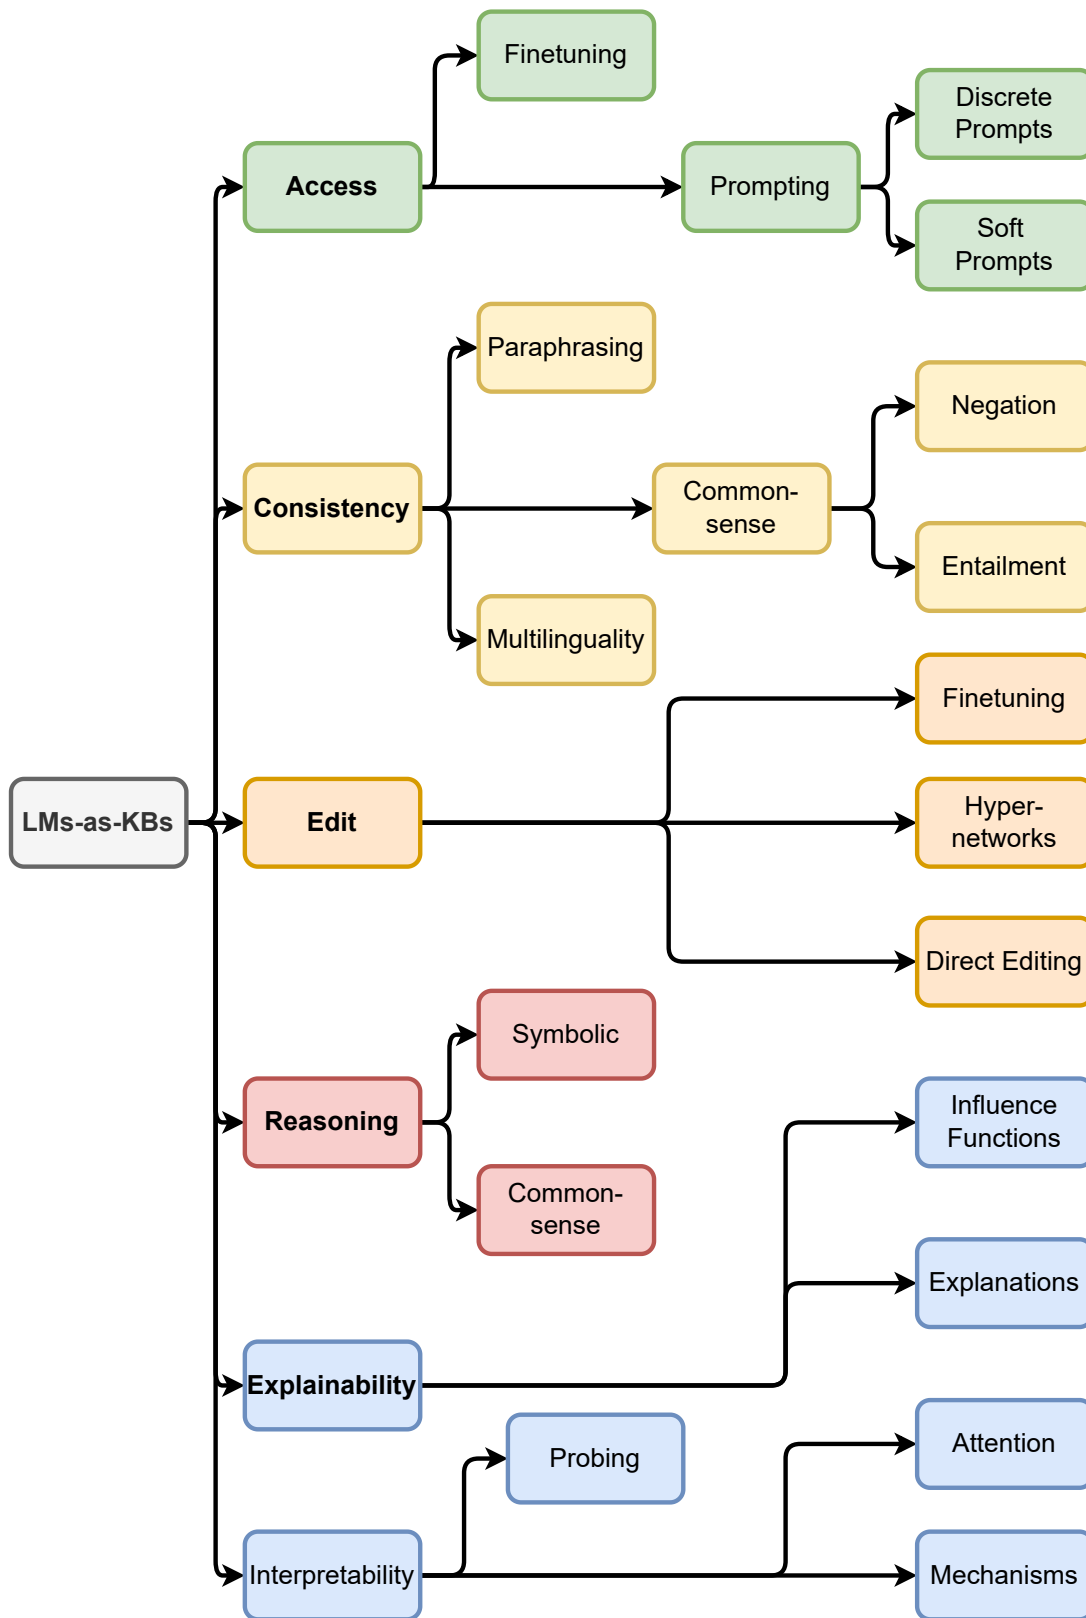 Finetuning
Discrete
Prompts
Access
Prompting
Soft
Prompts
Paraphrasing
Negation
Consistency
Common-
sense
Entailment
Multilinguality
Finetuning
LMs-as-KBs
Edit
Hyper-
networks
Direct Editing
Symbolic
Reasoning
Influence
Functions
Common-
sense
Explanations
Explainability
Probing
Attention
Interpretability
Mechanisms